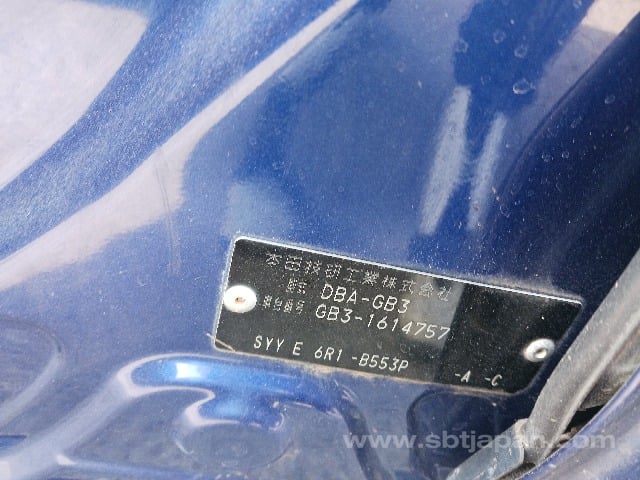 本田技研工業株式会社
型式 DBA-GB3
車台番号 GB3-1614757
SYY E 6R1 -B553P -A -C
www.sbtjapan.com